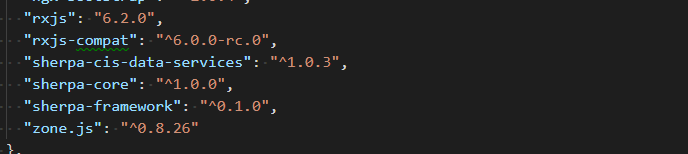 "rxjs": "6.2.0",
"rxjs-compat": "^6.0.0-rc.0",
"sherpa-cis-data-services": "^1.0.3",
"sherpa-core": "^1.0.0",
"sherpa-framework": "^0.1.0",
"zone.js": "^0.8.26"
},